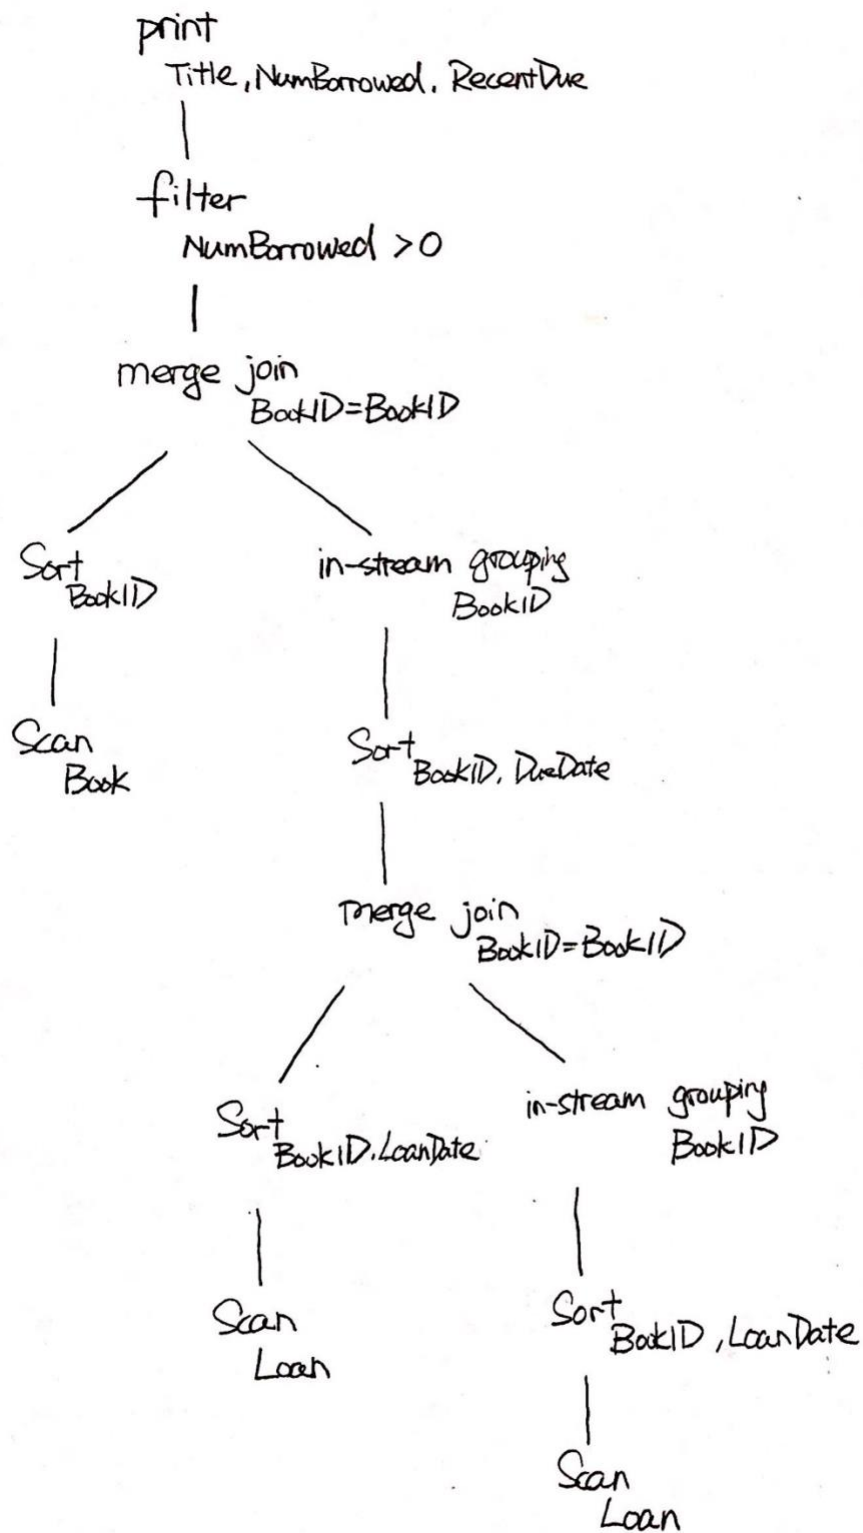 print
Title, NumBorrowed. RecentDue
filter
NumBorrowed >0
merge join
BookID=BookID
Sort
BookID
in-stream grouping
BookID
Scan
Book
Sort
BookID, DueDate
merge join
BookID=BookID
Sort
BookID.LoanDate
in-stream grouping
BookID
Scan
Loan
Sort
BookID, LoanDate
Scan
Loan